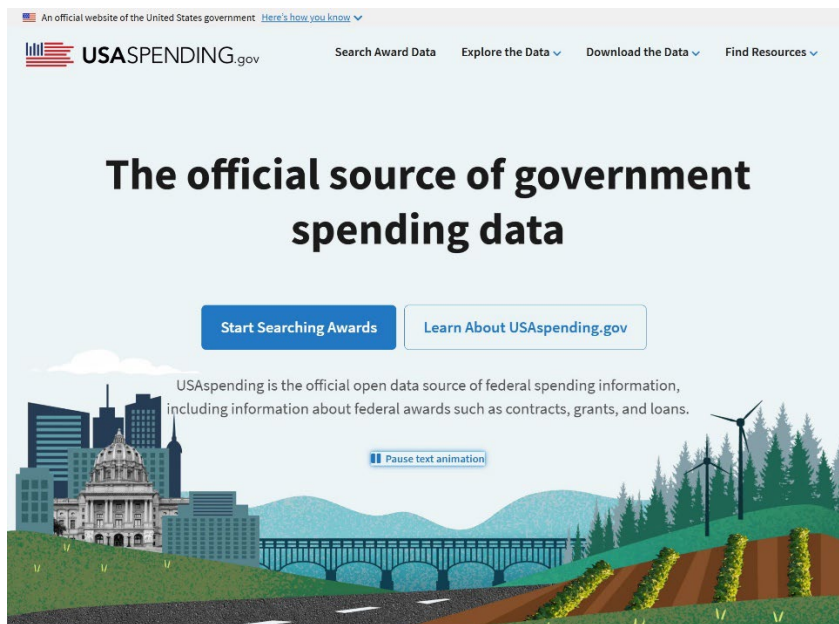 An official website of the United States government Here's how you know
USASPENDING.gov
Search Award Data Explore the Data Download the Data Find Resources
The official source of government
spending data
Start Searching Awards Learn About USAspending.gov
USAspending is the official open data source of federal spending information,
including information about federal awards such as contracts, grants, and loans.
Pause text animation